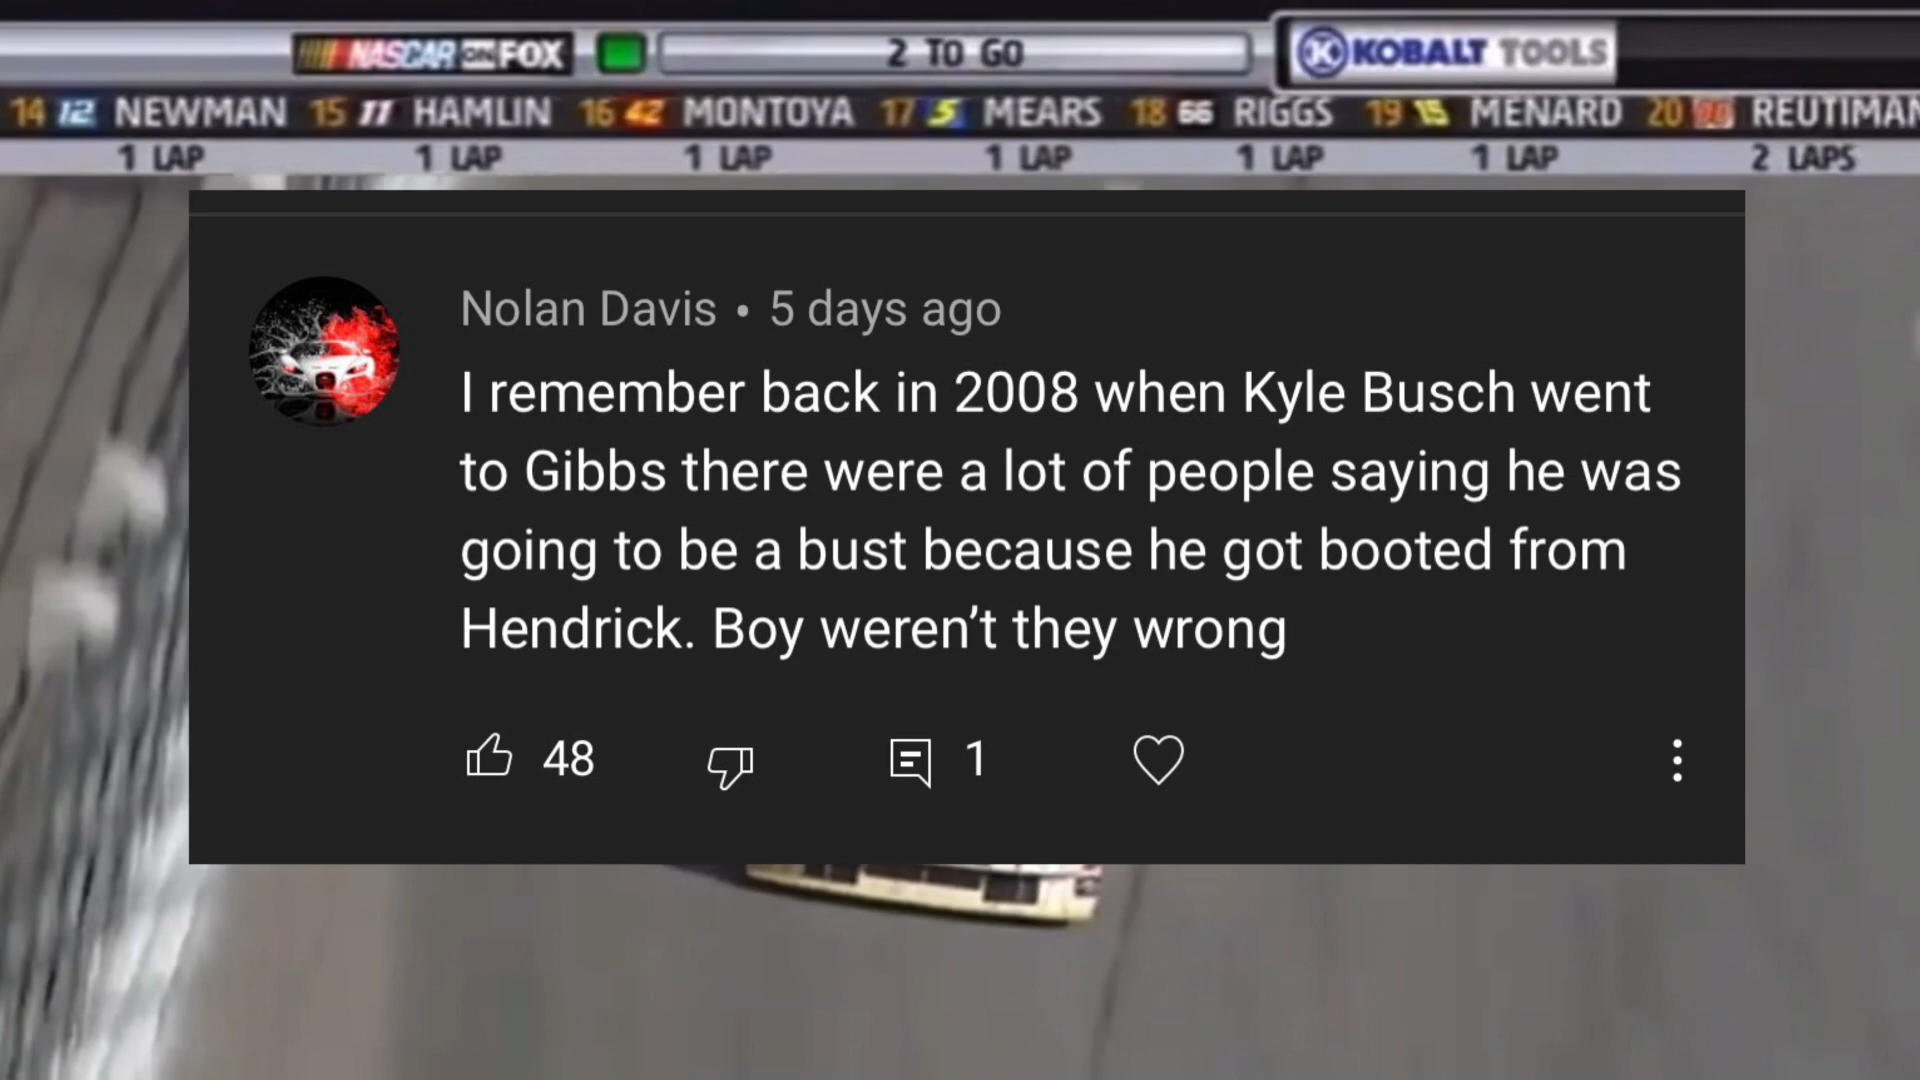 NASCAR ON FOX 2 TO GO KOBALT TOOLS
14 12 NEWMAN 15 11 HAMLIN 16 42 MONTOYA 17 5 MEARS 18 66 RIGGS 19 15 MENARD 20 REUTIMAN
1 LAP 1 LAP 1 LAP 1 LAP 1 LAP 1 LAP 2 LAPS
Nolan Davis • 5 days ago
I remember back in 2008 when Kyle Busch went
to Gibbs there were a lot of people saying he was
going to be a bust because he got booted from
Hendrick. Boy weren't they wrong
48 1